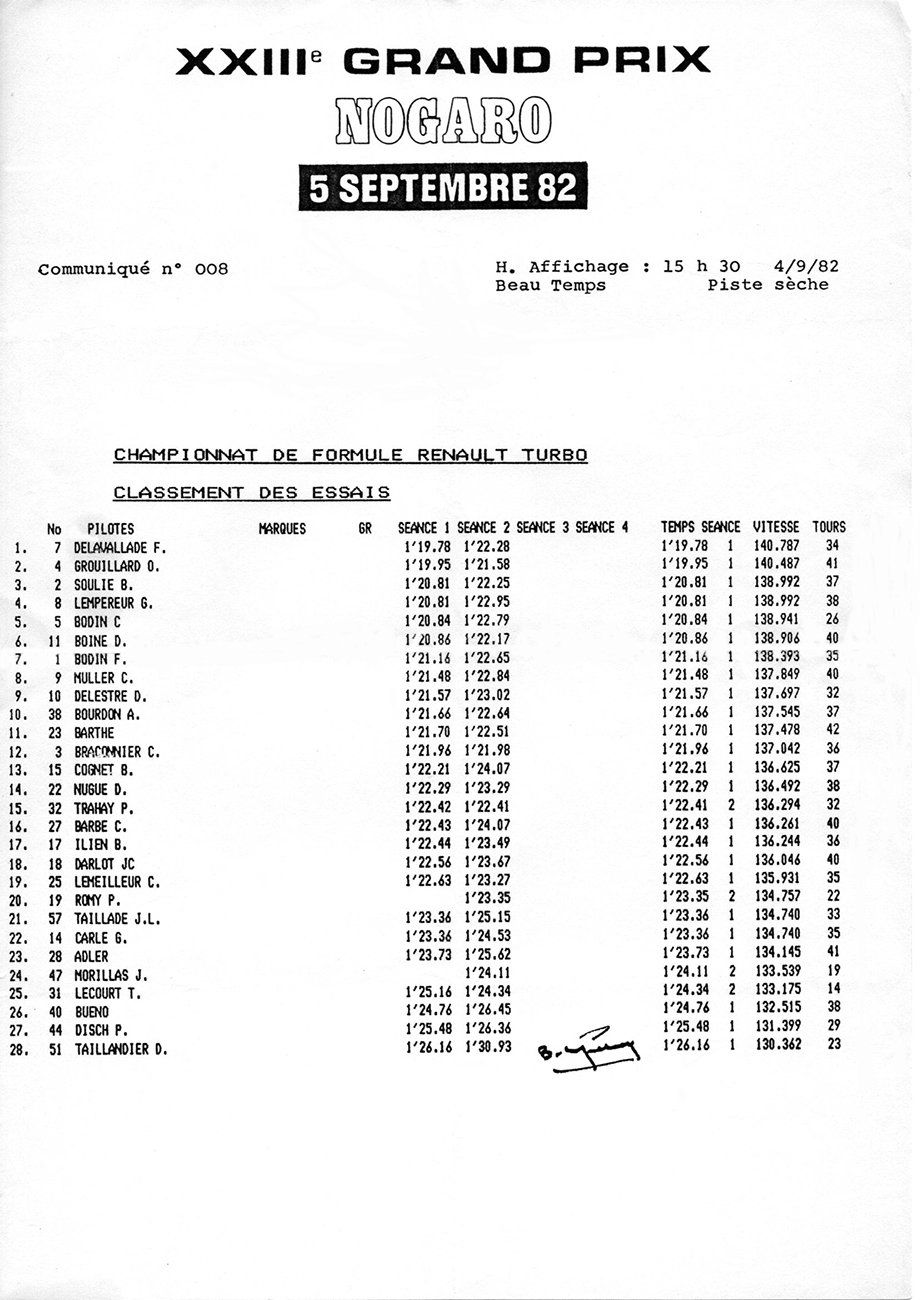 XXIIIe GRAND PRIX
NOGARO
5 SEPTEMBRE 82
Communiqué n° 008 H. Affichage : 15 h 30 4/9/82
Beau Temps Piste sèche
CHAMPIONNAT DE FORMULE RENAULT TURBO
CLASSEMENT DES ESSAIS
No PILOTES MARQUES GR SEANCE 1 SEANCE 2 SEANCE 3 SEANCE 4 TEMPS SEANCE VITESSE TOURS
1. 7 DELAVALLADE F. 1'19.78 1'22.28 1'19.78 1 140.787 34
2. 4 GROUILLARD O. 1'19.95 1'21.58 1'19.95 1 140.487 41
3. 2 SOULIE B. 1'20.81 1'22.25 1'20.81 1 138.992 37
4. 8 LEMPEREUR G. 1'20.81 1'22.95 1'20.81 1 138.992 38
5. 5 BODIN C 1'20.84 1'22.79 1'20.84 1 138.941 26
6. 11 BOINE D. 1'20.86 1'22.17 1'20.86 1 138.906 40
7. 1 BODIN F. 1'21.16 1'22.65 1'21.16 1 138.393 35
8. 9 MULLER C. 1'21.48 1'22.84 1'21.48 1 137.849 40
9. 10 DELESTRE D. 1'21.57 1'23.02 1'21.57 1 137.697 32
10. 38 BOURDON A. 1'21.66 1'22.64 1'21.66 1 137.545 37
11. 23 BARTHE 1'21.70 1'22.51 1'21.70 1 137.478 42
12. 3 BRACONNIER C. 1'21.96 1'21.98 1'21.96 1 137.042 36
13. 15 COGNET B. 1'22.21 1'24.07 1'22.21 1 136.625 37
14. 22 NUGUE D. 1'22.29 1'23.29 1'22.29 1 136.492 38
15. 32 TRAHAY P. 1'22.42 1'22.41 1'22.41 2 136.294 32
16. 27 BARBE C. 1'22.43 1'24.07 1'22.43 1 136.261 40
17. 17 ILIEN B. 1'22.44 1'23.49 1'22.44 1 136.244 36
18. 18 DARLOT JC 1'22.56 1'23.67 1'22.56 1 136.046 40
19. 25 LEMEILLEUR C. 1'22.63 1'23.27 1'22.63 1 135.931 35
20. 19 ROMY P. 1'23.35 1'23.35 2 134.757 22
21. 57 TAILLADE J.L. 1'23.36 1'25.15 1'23.36 1 134.740 33
22. 14 CARLE G. 1'23.36 1'24.53 1'23.36 1 134.740 35
23. 28 ADLER 1'23.73 1'25.62 1'23.73 1 134.145 41
24. 47 MORILLAS J. 1'24.11 1'24.11 2 133.539 19
25. 31 LECOURT T. 1'25.16 1'24.34 1'24.34 2 133.175 14
26. 40 BUENO 1'24.76 1'26.45 1'24.76 1 132.515 38
27. 44 DISCH P. 1'25.48 1'26.36 1'25.48 1 131.399 29
28. 51 TAILLANDIER D. 1'26.16 1'30.93 1'26.16 1 130.362 23